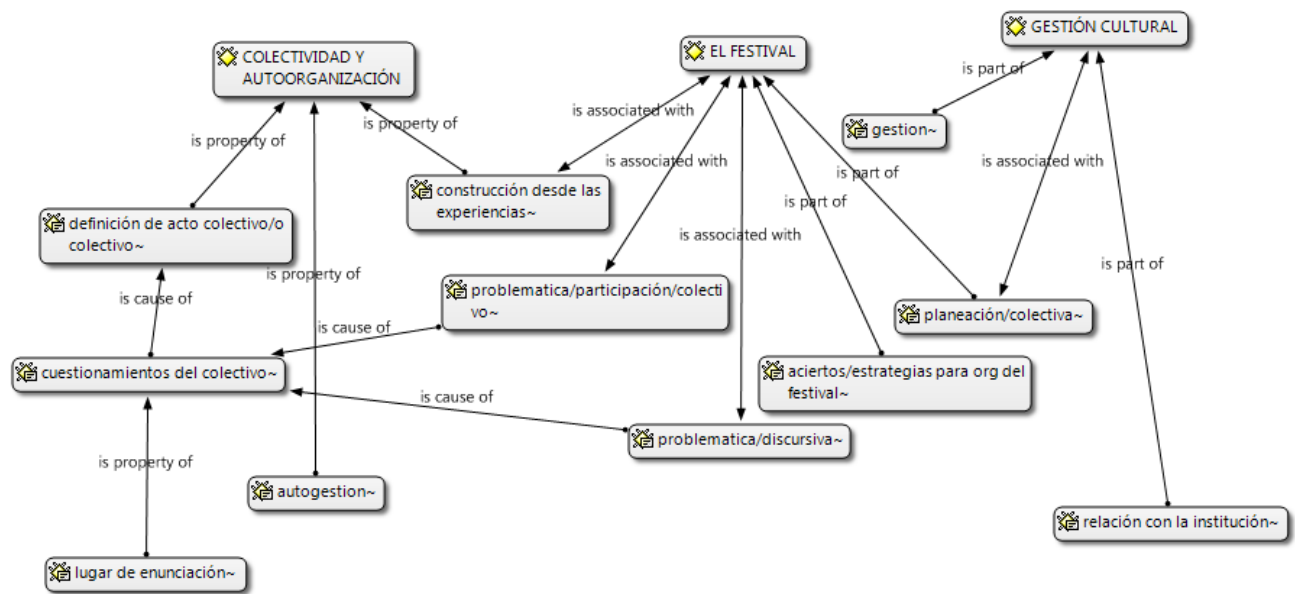 GESTIÓN CULTURAL
COLECTIVIDAD Y
AUTOORGANIZACIÓN
EL FESTIVAL
is part of
is associated with
gestion~
is property of
is property of
is associated with
is associated with
is part of
construcción desde las
experiencias~
is part of
definición de acto colectivo/o
colectivo~
is associated with
is property of
is part of
problematica/participación/colecti
vo~
is cause of
planeación/colectiva~
is cause of
cuestionamientos del colectivo~
aciertos/estrategias para org del
festival~
is cause of
problematica/discursiva~
is property of
autogestion~
relación con la institución~
lugar de enunciación~